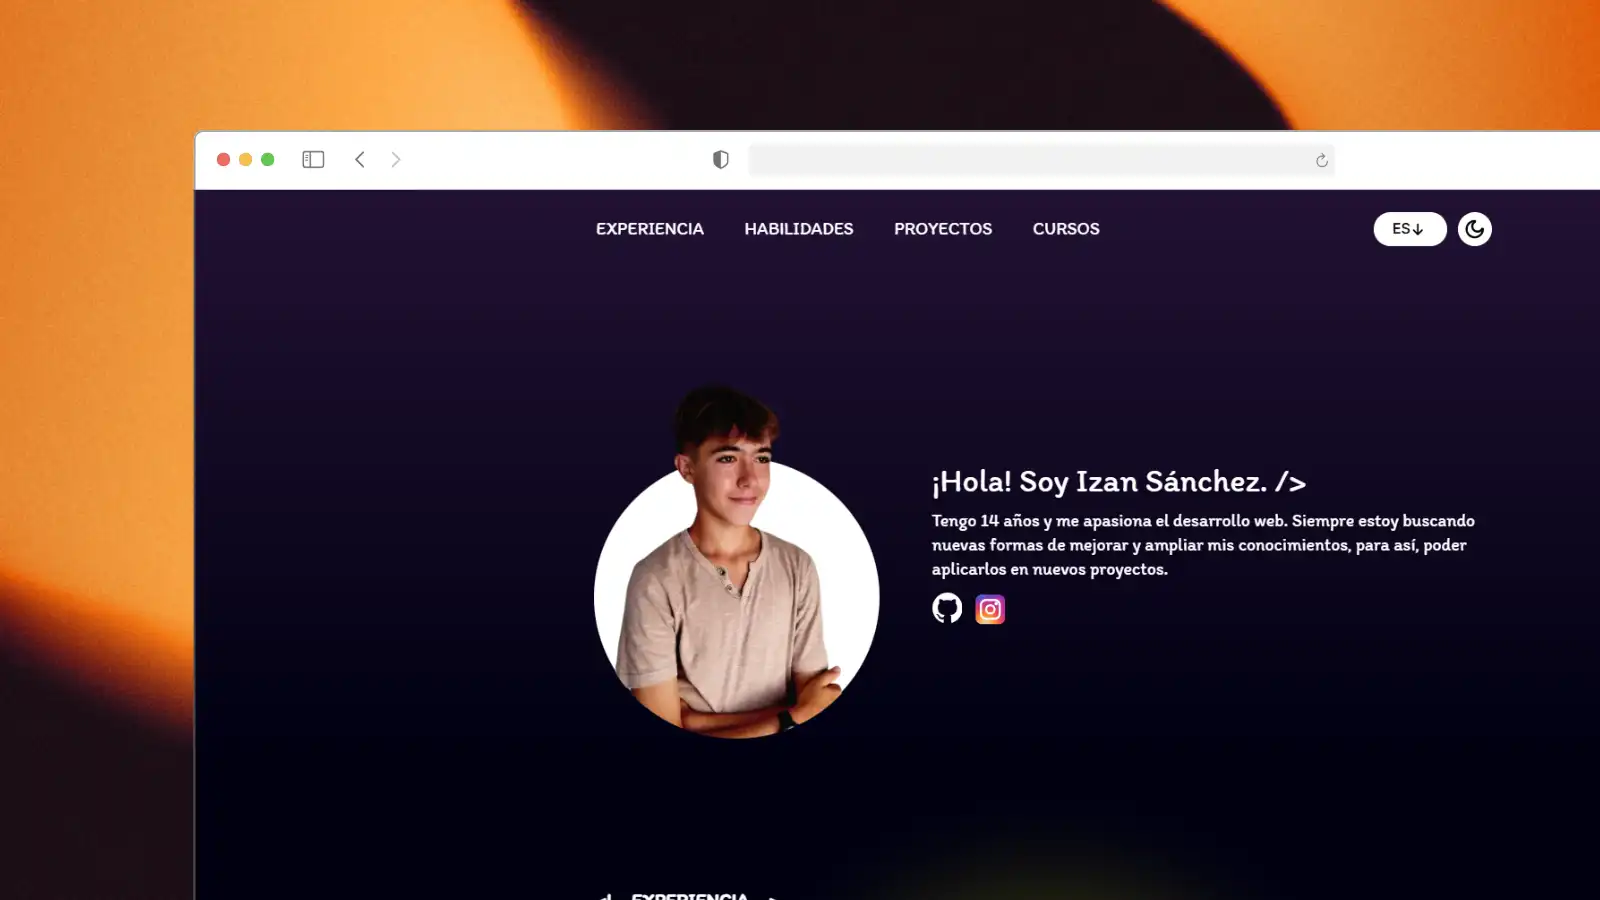 EXPERIENCIA HABILIDADES PROYECTOS CURSOS ES↓
¡Hola! Soy Izan Sánchez. />
Tengo 14 años y me apasiona el desarrollo web. Siempre estoy buscando
nuevas formas de mejorar y ampliar mis conocimientos, para así, poder
aplicarlos en nuevos proyectos.
EXPERIENCIA